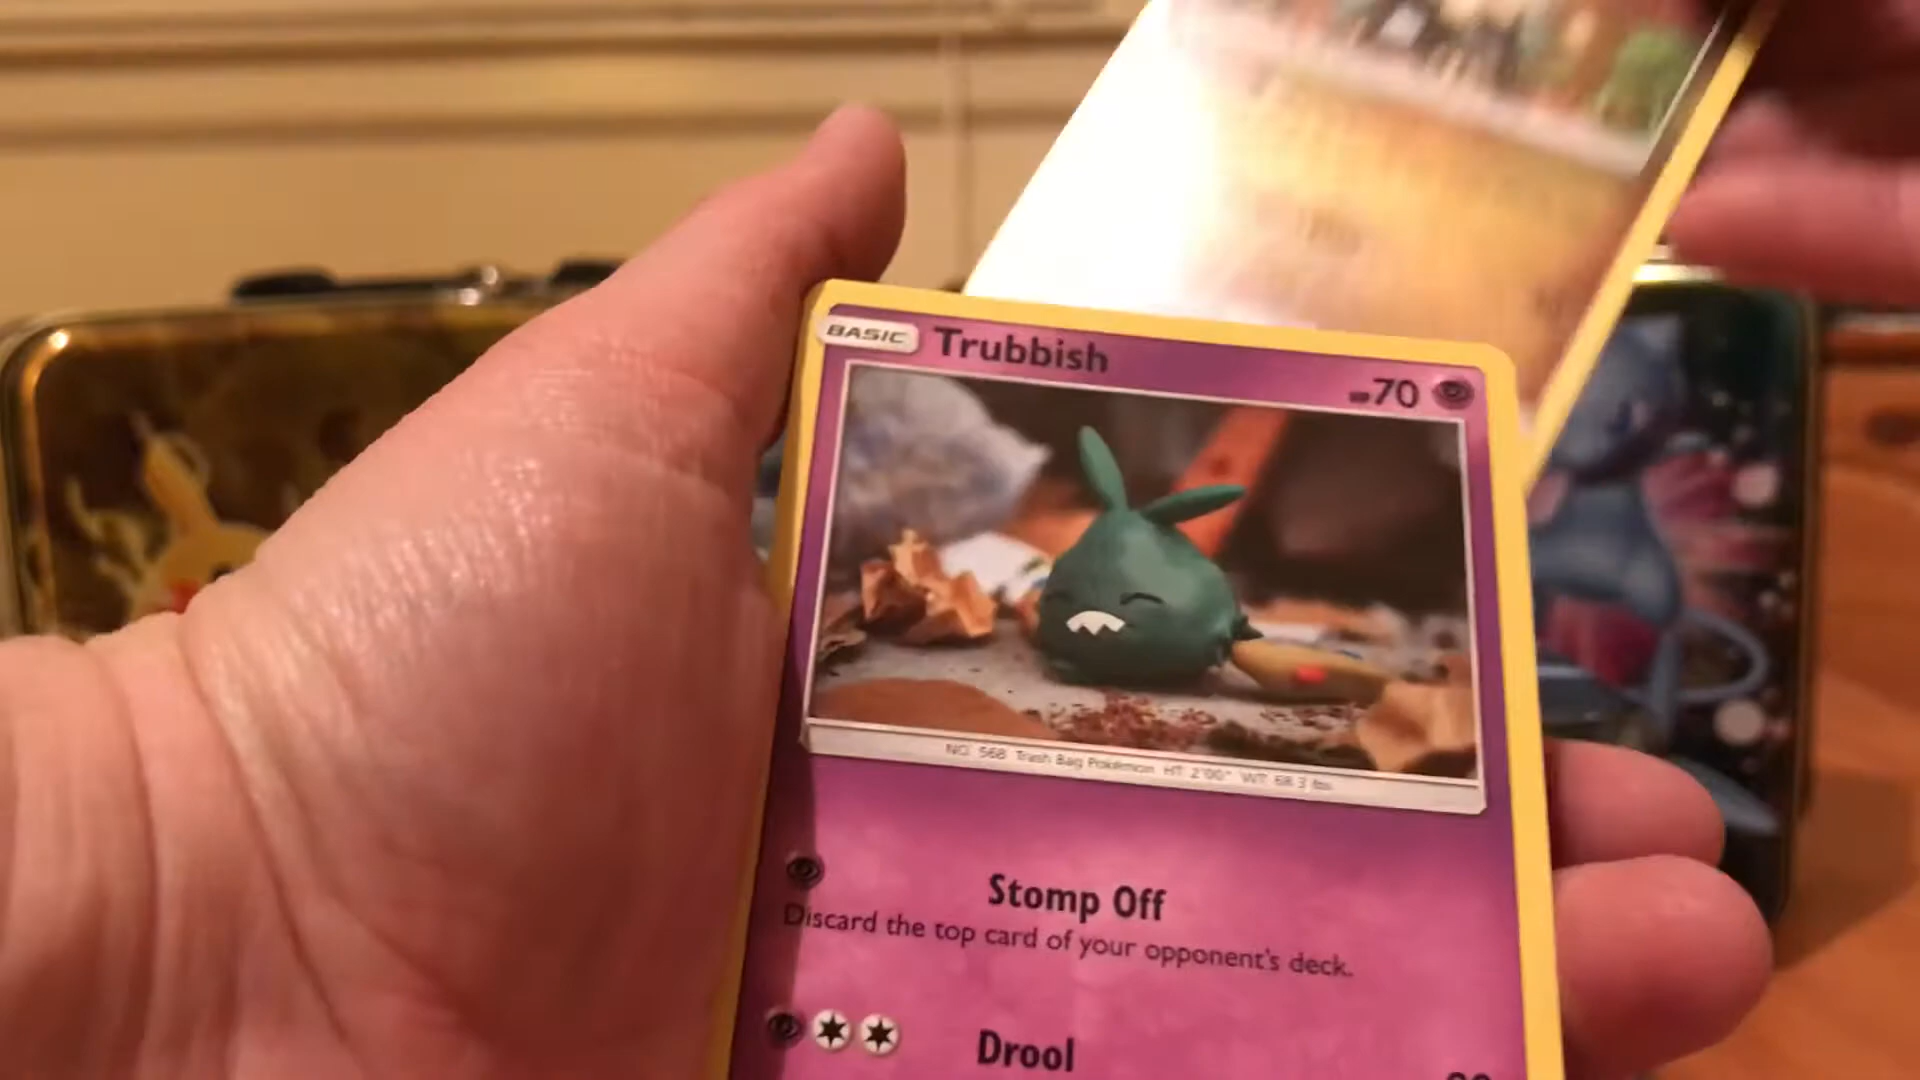 BASIC Trubbish HP70
NO. 568 Trash Bag Pokémon HT: 2'00" WT: 68.3 lbs.
Stomp Off
Discard the top card of your opponent's deck.
Drool